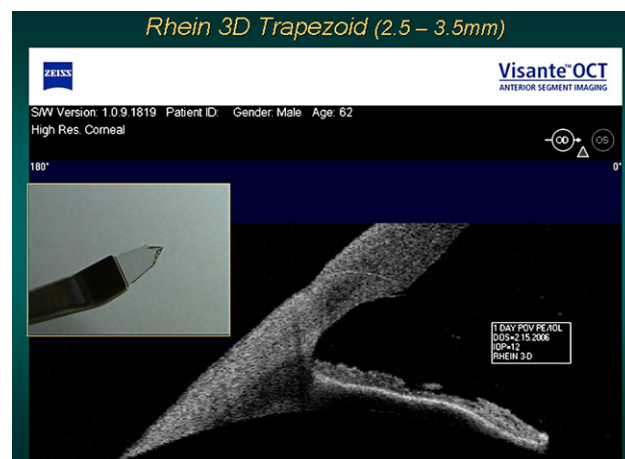 Rhein 3D Trapezoid (2.5 – 3.5mm)
ZEISS
Visante™OCT
ANTERIOR SEGMENT IMAGING
S/W Version: 1.0.9.1819 Patient ID: Gender: Male Age: 62
High Res. Corneal
OD OS
180° 0°
1 DAY POV PE/IOL
DOS=2.15.2006
IOP=12
RHEIN 3-D